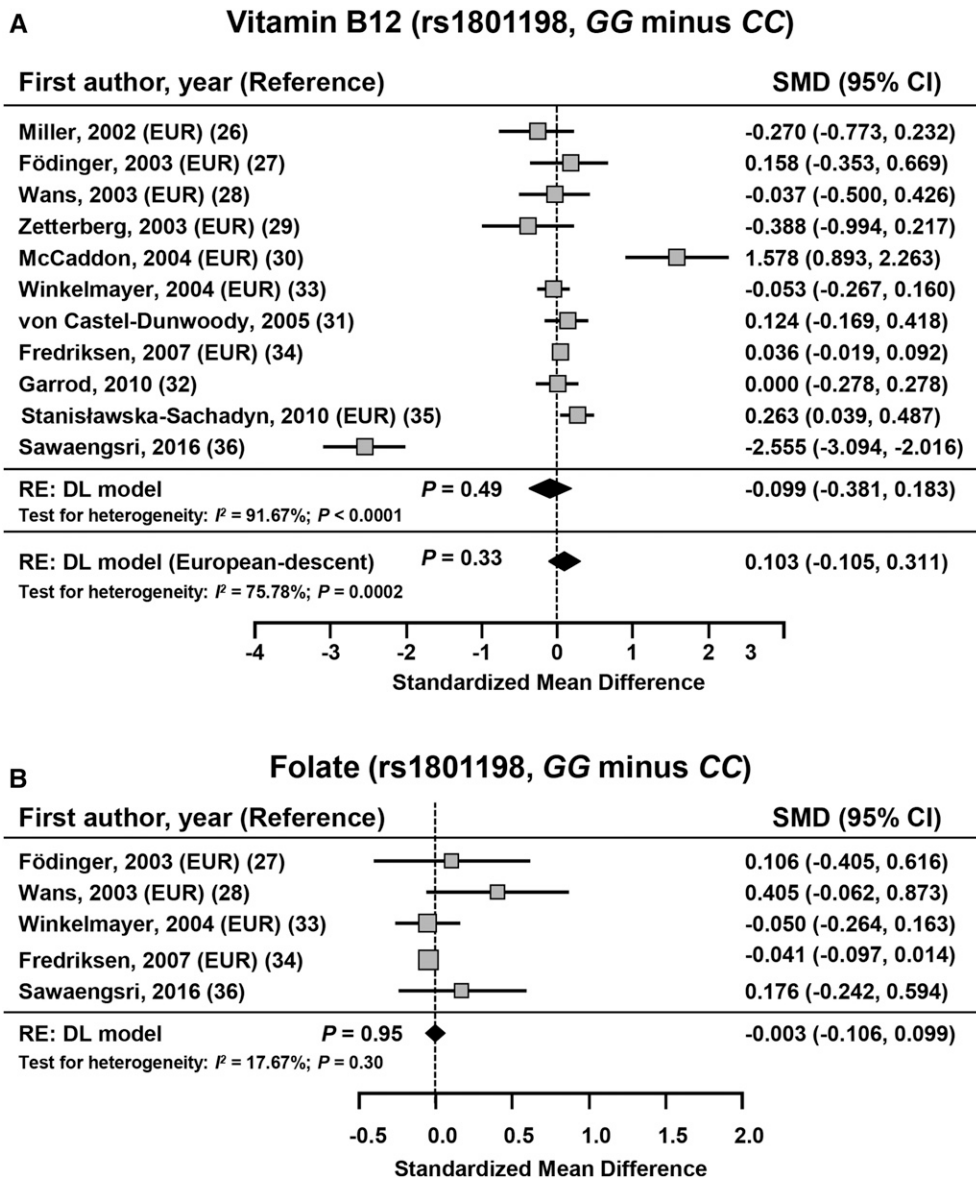 A
Vitamin B12 (rs1801198, GG minus CC)
First author, year (Reference) SMD (95% CI)
Miller, 2002 (EUR) (26) -0.270 (-0.773, 0.232)
Födinger, 2003 (EUR) (27) 0.158 (-0.353, 0.669)
Wans, 2003 (EUR) (28) -0.037 (-0.500, 0.426)
Zetterberg, 2003 (EUR) (29) -0.388 (-0.994, 0.217)
McCaddon, 2004 (EUR) (30) 1.578 (0.893, 2.263)
Winkelmayer, 2004 (EUR) (33) -0.053 (-0.267, 0.160)
von Castel-Dunwoody, 2005 (31) 0.124 (-0.169, 0.418)
Fredriksen, 2007 (EUR) (34) 0.036 (-0.019, 0.092)
Garrod, 2010 (32) 0.000 (-0.278, 0.278)
Stanisławska-Sachadyn, 2010 (EUR) (35) 0.263 (0.039, 0.487)
Sawaengsri, 2016 (36) -2.555 (-3.094, -2.016)
RE: DL model P = 0.49 -0.099 (-0.381, 0.183)
Test for heterogeneity: I² = 91.67%; P < 0.0001
RE: DL model (European-descent) P = 0.33 0.103 (-0.105, 0.311)
Test for heterogeneity: I² = 75.78%; P = 0.0002
-4 -3 -2 -1 0 1 2 3
Standardized Mean Difference
B
Folate (rs1801198, GG minus CC)
First author, year (Reference) SMD (95% CI)
Födinger, 2003 (EUR) (27) 0.106 (-0.405, 0.616)
Wans, 2003 (EUR) (28) 0.405 (-0.062, 0.873)
Winkelmayer, 2004 (EUR) (33) -0.050 (-0.264, 0.163)
Fredriksen, 2007 (EUR) (34) -0.041 (-0.097, 0.014)
Sawaengsri, 2016 (36) 0.176 (-0.242, 0.594)
RE: DL model P = 0.95 -0.003 (-0.106, 0.099)
Test for heterogeneity: I² = 17.67%; P = 0.30
-0.5 0.0 0.5 1.0 1.5 2.0
Standardized Mean Difference